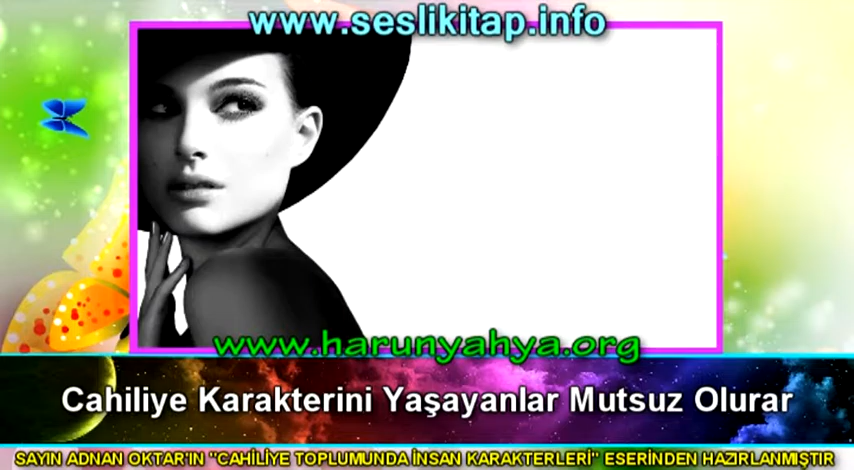 www.seslikitap.info
www.harunyahya.org
Cahiliye Karakterini Yaşayanlar Mutsuz Olurar
SAYIN ADNAN OKTAR'IN "CAHİLİYE TOPLUMUNDA İNSAN KARAKTERLERİ" ESERİNDEN HAZIRLANMIŞTIR